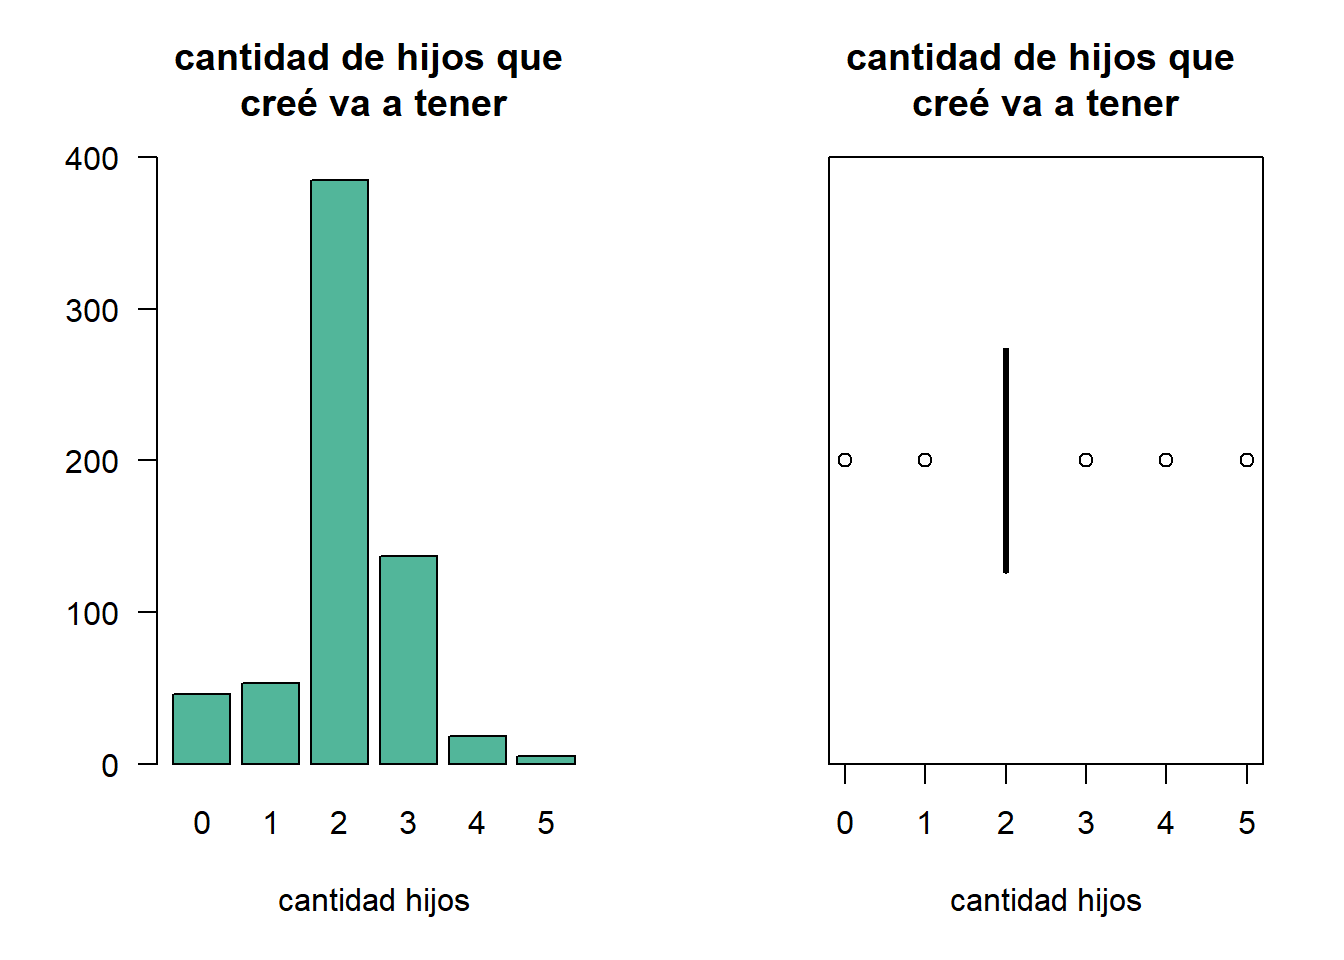 cantidad de hijos que
creé va a tener
400
300
200
100
0
0 1 2 3 4 5
cantidad hijos
cantidad de hijos que
creé va a tener
0 1 2 3 4 5
cantidad hijos